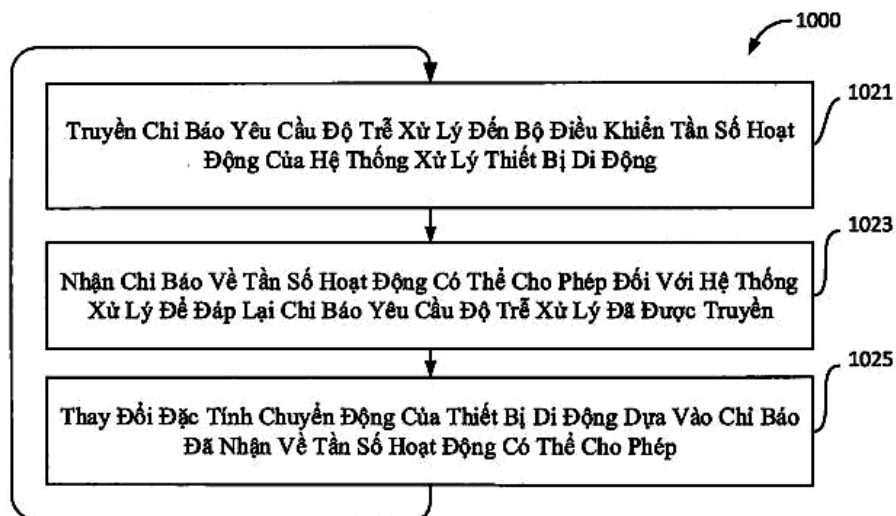 1000
1021
Truyền Chỉ Báo Yêu Cầu Độ Trễ Xử Lý Đến Bộ Điều Khiển Tần Số Hoạt
Động Của Hệ Thống Xử Lý Thiết Bị Di Động
1023
Nhận Chỉ Báo Về Tần Số Hoạt Động Có Thể Cho Phép Đối Với Hệ Thống
Xử Lý Để Đáp Lại Chỉ Báo Yêu Cầu Độ Trễ Xử Lý Đã Được Truyền
1025
Thay Đổi Đặc Tính Chuyển Động Của Thiết Bị Di Động Dựa Vào Chỉ Báo
Đã Nhận Về Tần Số Hoạt Động Có Thể Cho Phép